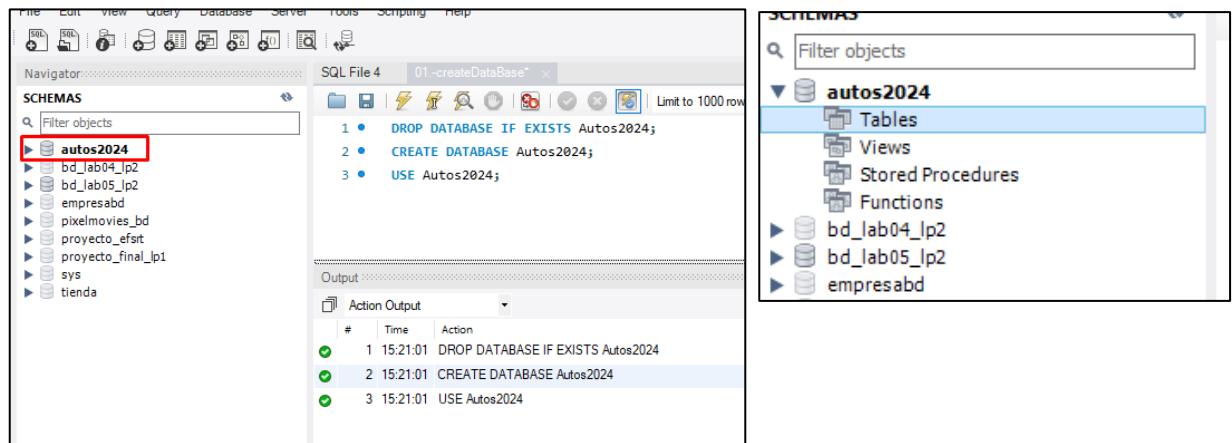 File Edit View Query Database Server Tools Scripting Help
SQL SQL
Navigator
SCHEMAS
Filter objects
autos2024
bd_lab04_lp2
bd_lab05_lp2
empresabd
pixelmovies_bd
proyecto_efsrt
proyecto_final_lp1
sys
tienda
SQL File 4 01.-createDataBase*
Limit to 1000 row
1 DROP DATABASE IF EXISTS Autos2024;
2 CREATE DATABASE Autos2024;
3 USE Autos2024;
Output
Action Output
# Time Action
1 15:21:01 DROP DATABASE IF EXISTS Autos2024
2 15:21:01 CREATE DATABASE Autos2024
3 15:21:01 USE Autos2024
SCHEMAS
Filter objects
autos2024
Tables
Views
Stored Procedures
Functions
bd_lab04_lp2
bd_lab05_lp2
empresabd